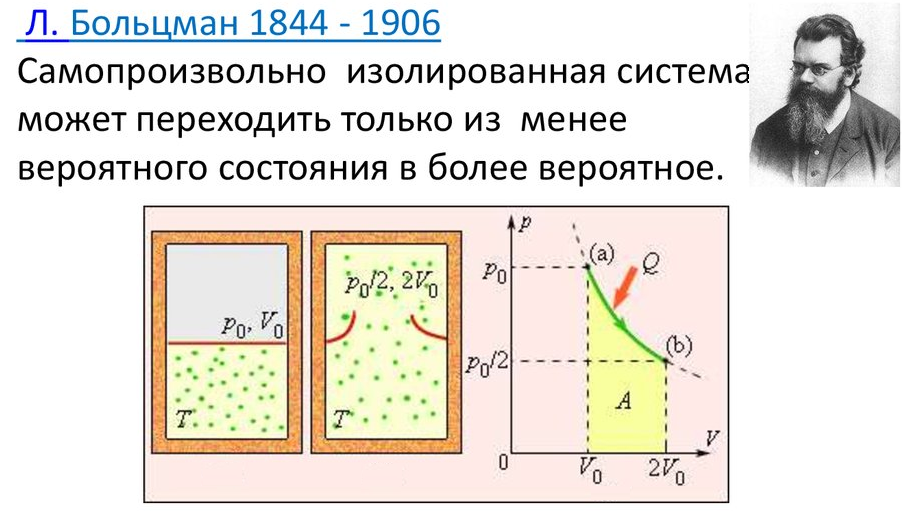 Л. Больцман 1844 - 1906
Самопроизвольно изолированная система
может переходить только из менее
вероятного состояния в более вероятное.
p₀, V₀
T
p₀/2, 2V₀
T
p
(a)
Q
p₀
(b)
p₀/2
A
V
0
V₀
2V₀